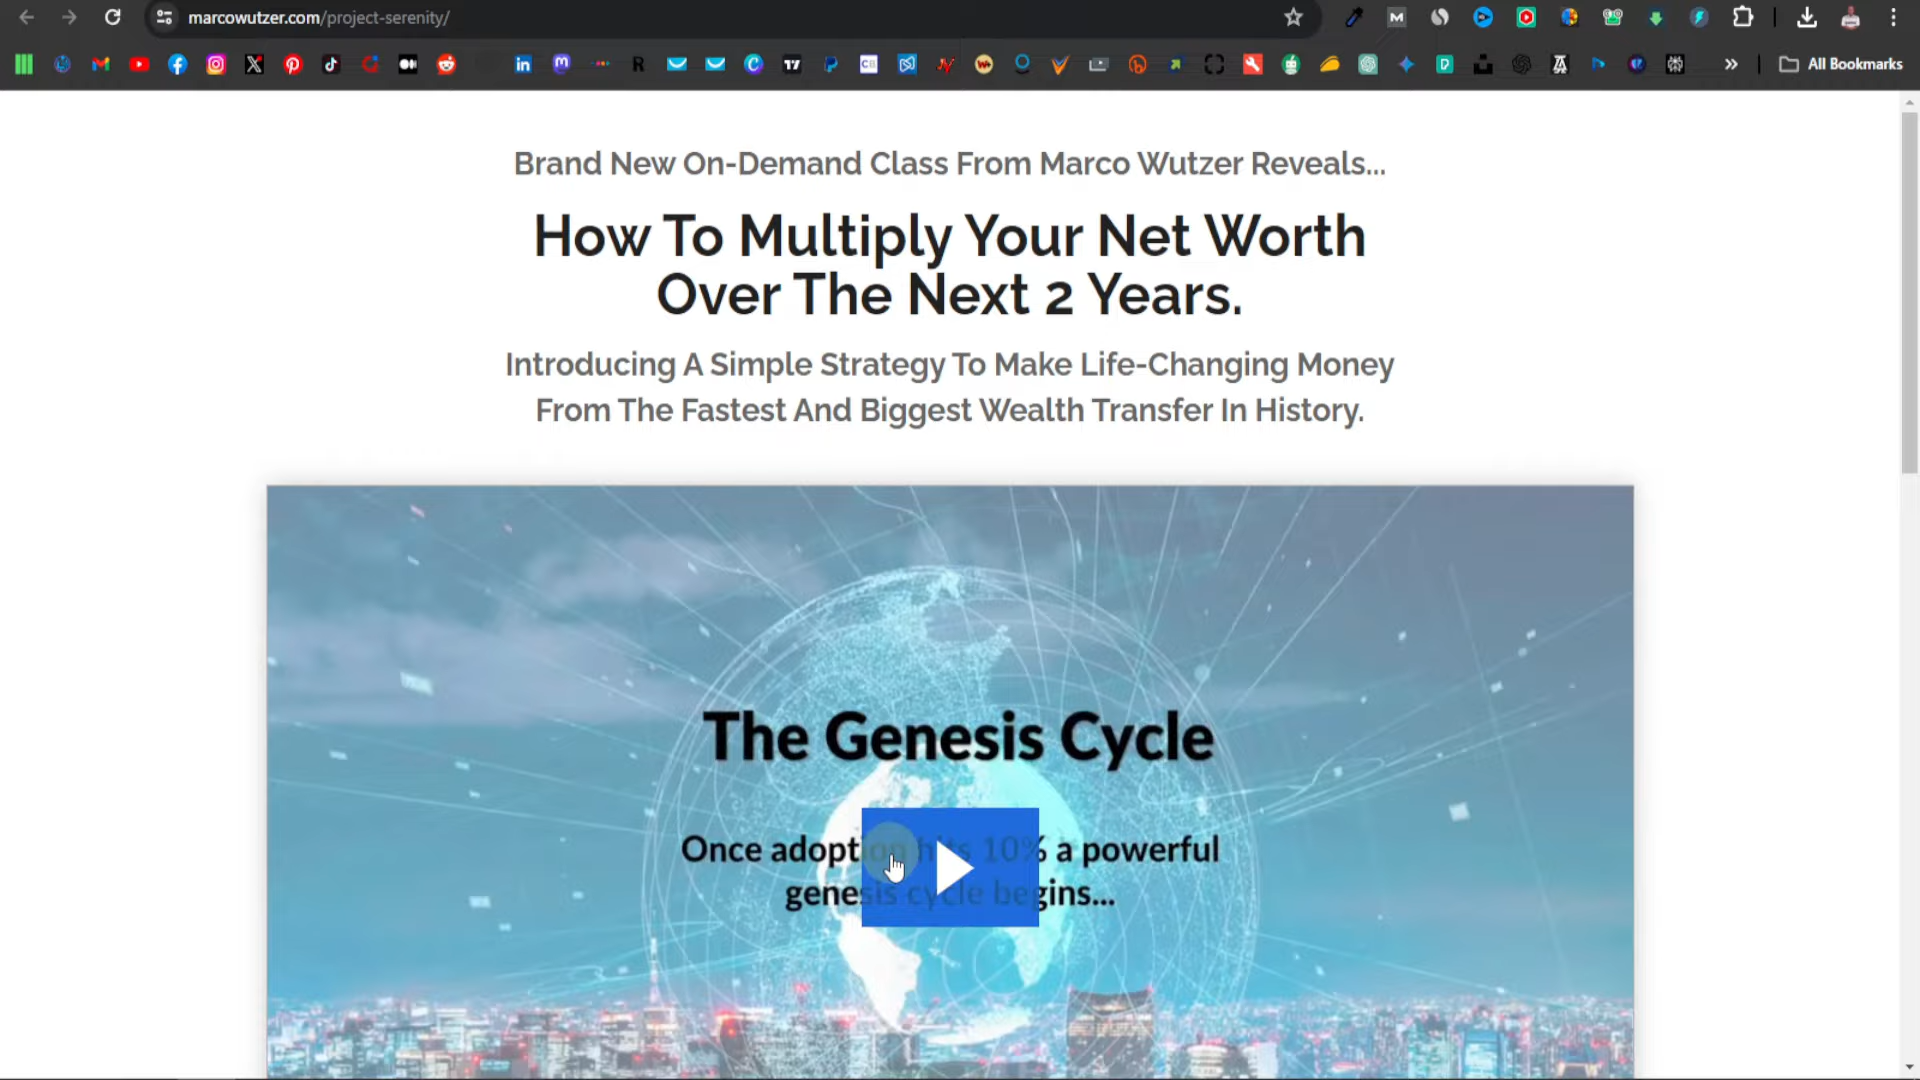 marcowutzer.com/project-serenity/
All Bookmarks
Brand New On-Demand Class From Marco Wutzer Reveals...
How To Multiply Your Net Worth
Over The Next 2 Years.
Introducing A Simple Strategy To Make Life-Changing Money
From The Fastest And Biggest Wealth Transfer In History.
The Genesis Cycle
Once adoption hits 10% a powerful
genesis cycle begins...